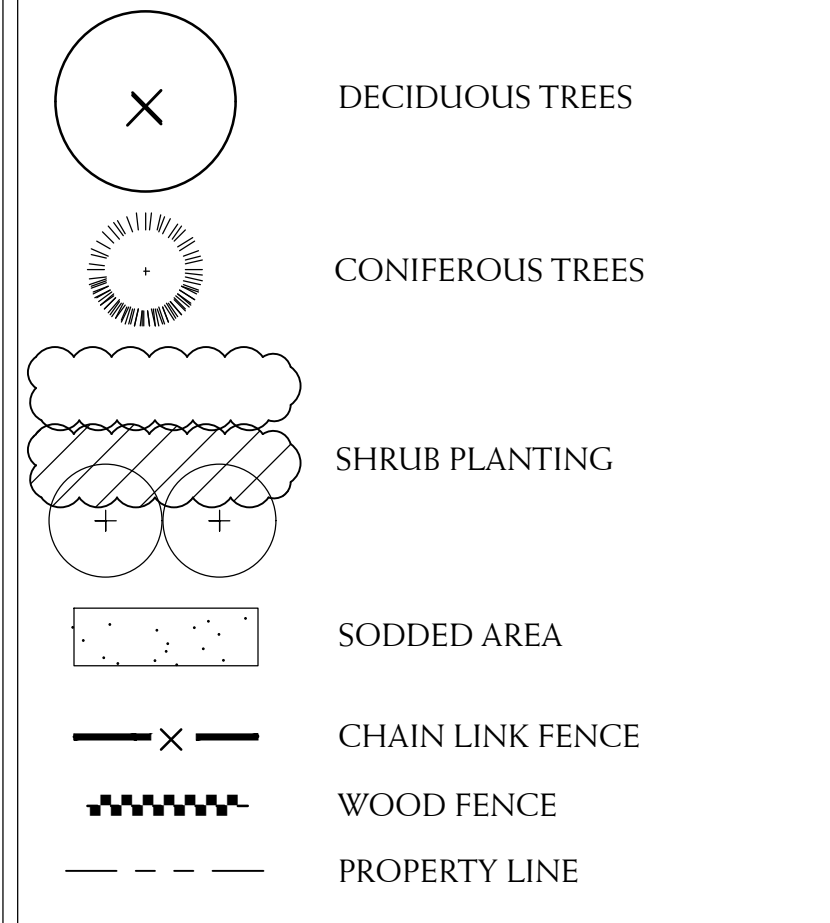 DECIDUOUS TREES
CONIFEROUS TREES
SHRUB PLANTING
SODDED AREA
CHAIN LINK FENCE
WOOD FENCE
PROPERTY LINE